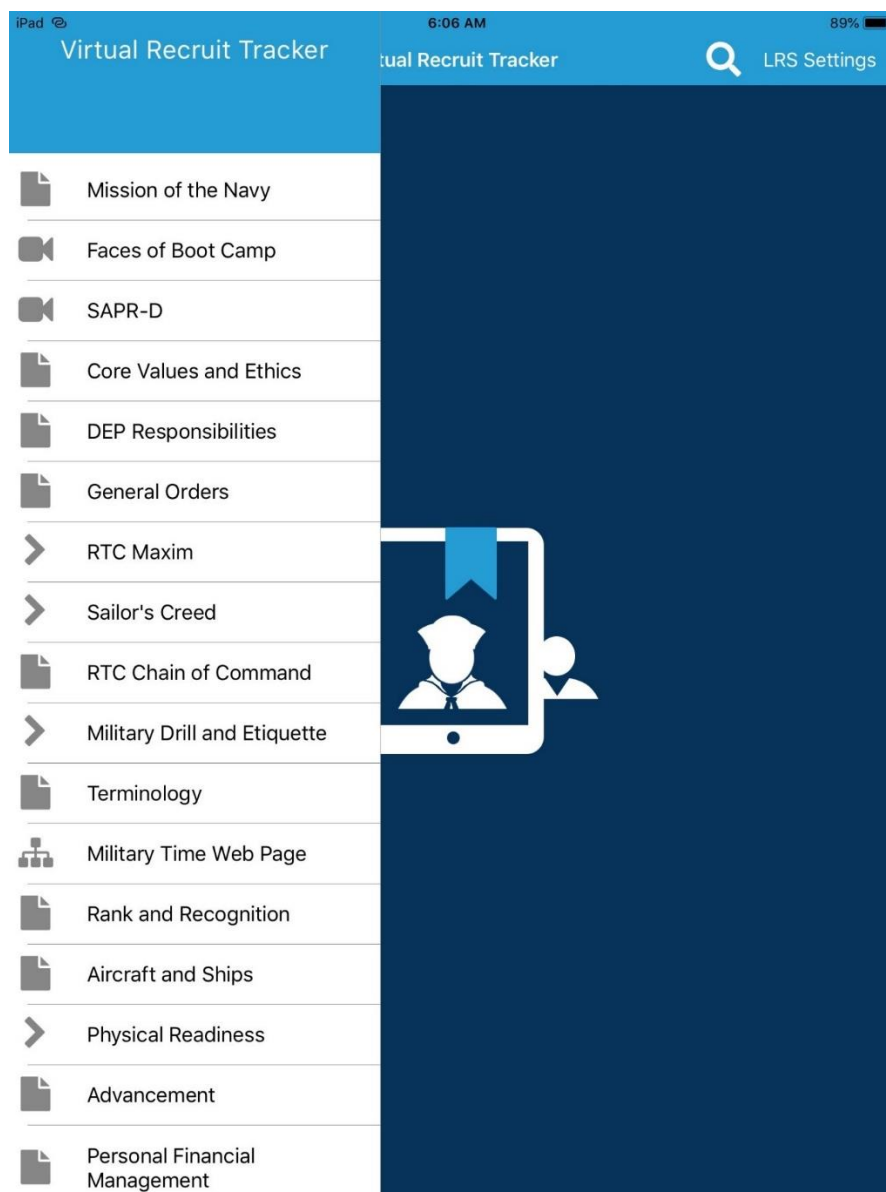 iPad
6:06 AM
89%
Virtual Recruit Tracker
tual Recruit Tracker
LRS Settings
Mission of the Navy
Faces of Boot Camp
SAPR-D
Core Values and Ethics
DEP Responsibilities
General Orders
RTC Maxim
Sailor's Creed
RTC Chain of Command
Military Drill and Etiquette
Terminology
Military Time Web Page
Rank and Recognition
Aircraft and Ships
Physical Readiness
Advancement
Personal Financial
Management